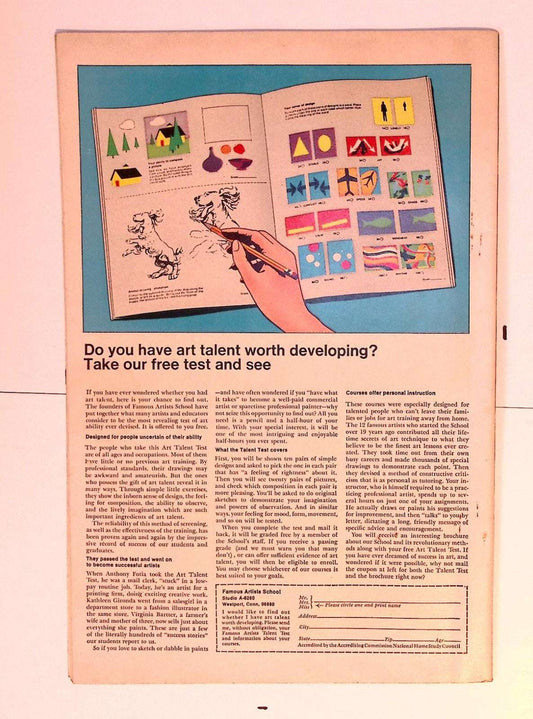 Your sense of design
Your ability to compose
a picture
Do you have art talent worth developing?
Take our free test and see
If you have ever wondered whether you had
art talent, here is your chance to find out.
The founders of Famous Artists School have
put together what many artists and educators
consider to be the most revealing test of art
ability ever devised. It is offered to you free.
Designed for people uncertain of their ability
The people who take this Art Talent Test
are of all ages and occupations. Most of them
have little or no previous art training. By
professional standards, their drawings may
be awkward and amateurish. But the ones
who possess the gift of art talent reveal it in
many ways. Through simple little exercises,
they show the inborn sense of design, the feel-
ing for composition, the ability to observe,
and the lively imagination which are such
important ingredients of art talent.
The reliability of this method of screening,
as well as the effectiveness of the training, has
been proven again and again by the impres-
sive record of success of our students and
graduates.
They passed the test and went on
to become successful artists
When Anthony Forla took the Art Talent
Test, he was a mail clerk, "stuck" in a low-
pay routine job. Today, he's an artist for a
printing firm, doing exciting creative work.
Kathleen Gironda went from a salesgirl in a
department store to a fashion illustrator in
the same store. Virginia Bartter, a farmer's
wife and mother of three, now sells just about
everything she paints. These are just a few
of the literally hundreds of "success stories"
our students report to us.
So if you love to sketch or dabble in paints
—and have often wondered if you "have what
it takes" to become a well-paid commercial
artist or sparetime professional painter—why
not seize this opportunity to find out? All you
need is a pencil and a half-hour of your
time. With your special interest, it will be
one of the most intriguing and enjoyable
half-hours you ever spent.
What the Talent Test covers
First, you will be shown ten pairs of simple
designs and asked to pick the one in each pair
that has "a feeling of rightness" about it.
Then you will see twenty pairs of pictures,
and check which composition in each pair is
more pleasing. You'll be asked to do original
sketches to demonstrate your imagination
and powers of observation. And in similar
ways, your feeling for mood, form, movement,
and so on will be tested.
When you complete the test and mail it
back, it will be graded free by a member of
the School's staff. If you receive a passing
grade (and we must warn you that many
don't), or can offer sufficient evidence of art
talent, you will then be eligible to enroll.
You may choose whichever of our courses is
best suited to your goals.
Courses offer personal instruction
These courses were especially designed for
talented people who can't leave their fami-
lies or jobs for art training away from home.
The 12 famous artists who started the School
over 19 years ago contributed all their life-
time secrets of art technique to what they
believe to be the finest art lessons ever cre-
ated. They took time out from their own
busy careers and made thousands of special
drawings to demonstrate each point. Then
they devised a method of constructive criti-
cism that is as personal as tutoring. Your in-
structor, who is himself required to be a prac-
ticing professional artist, spends up to sev-
eral hours on just one of your assignments.
He actually draws or paints his suggestions
for improvement, and then "talks" to you by
letter, dictating a long, friendly message of
specific advice and encouragement.
You will receive an interesting brochure
about our School and its revolutionary meth-
ods along with your free Art Talent Test. If
you have ever dreamed of success in art, and
wondered if it were possible, why not mail
the coupon at left for both the Talent Test
and the brochure right now?
Famous Artists School
Studio
Westport, Conn. 06880
I would like to find out
whether I have art talent
worth developing. Please send
me, without obligation, your
Famous Artists Talent Test
and information about your
courses.
Mr.
Mrs.
Miss Please circle one and print name
Address
City
State Zip Age
Accredited by the Accrediting Commission National Home Study Council